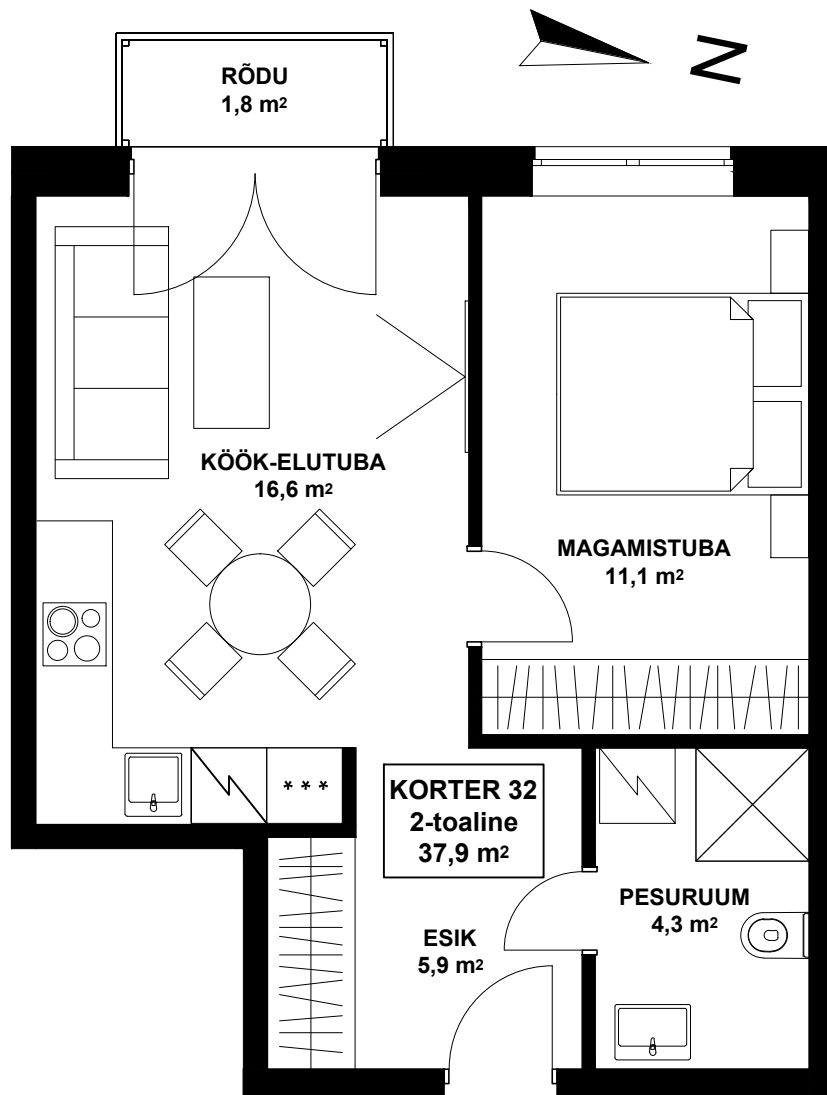 RÕDU
1,8 m²
N
KÖÖK-ELUTUBA
16,6 m²
MAGAMISTUBA
11,1 m²
***
KORTER 32
2-toaline
37,9 m²
PESURUUM
4,3 m²
ESIK
5,9 m²